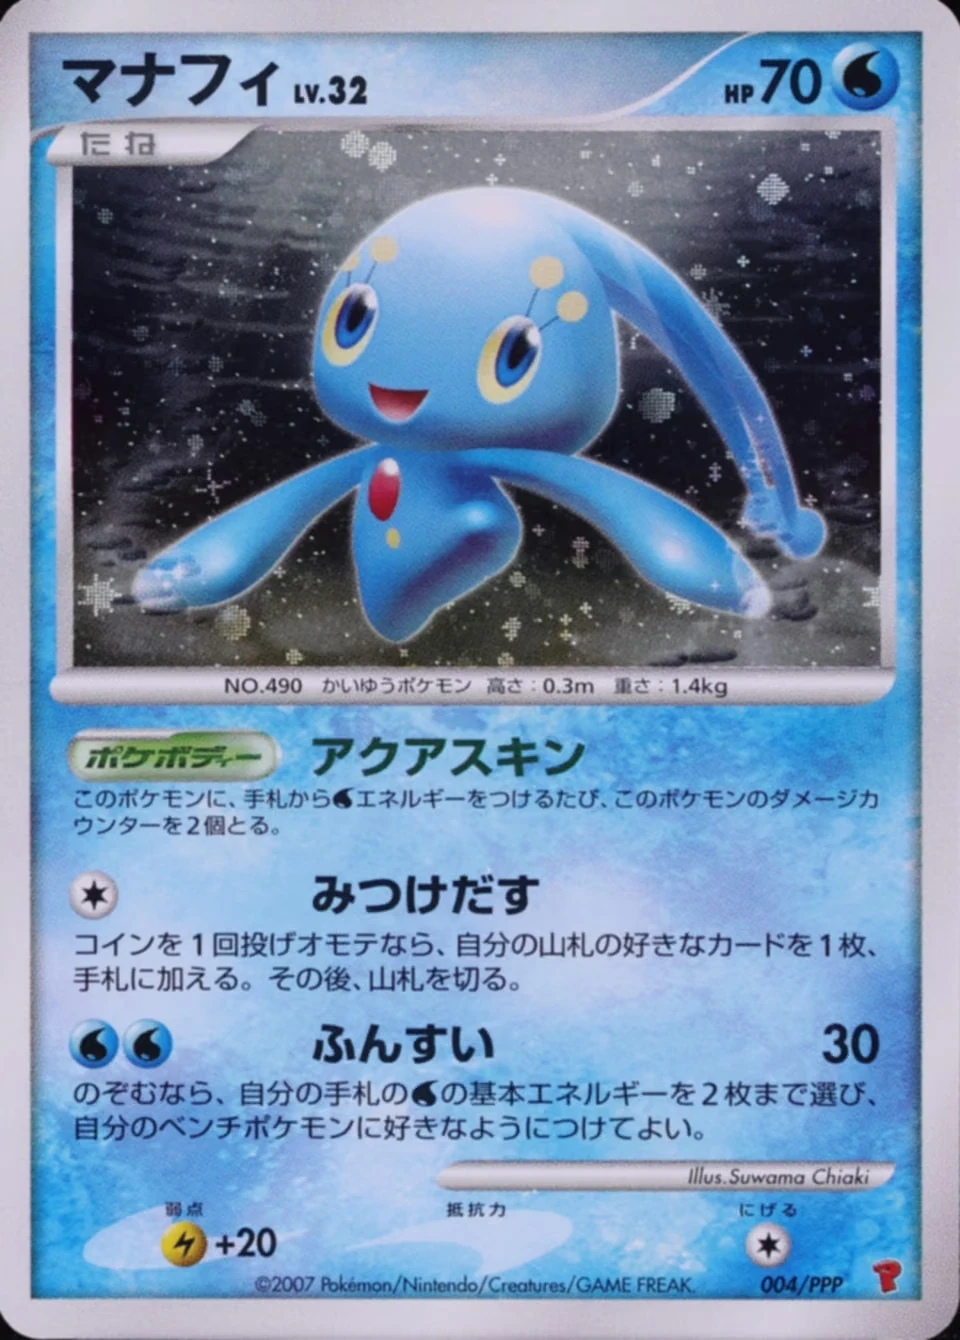 マナフィ LV.32 HP70
たね
NO.490 かいゆうポケモン 高さ：0.3m 重さ：1.4kg
ポケボディー アクアスキン
このポケモンに、手札からエネルギーをつけるたび、このポケモンのダメージカ
ウンターを2個とる。
みつけだす
コインを1回投げオモテなら、自分の山札の好きなカードを1枚、
手札に加える。その後、山札を切る。
ふんすい 30
のぞむなら、自分の手札のの基本エネルギーを2枚まで選び、
自分のベンチポケモンに好きなようにつけてよい。
Illus.Suwama Chiaki
弱点 抵抗力 にげる
+20
©2007 Pokémon/Nintendo/Creatures/GAME FREAK. 004/PPP P